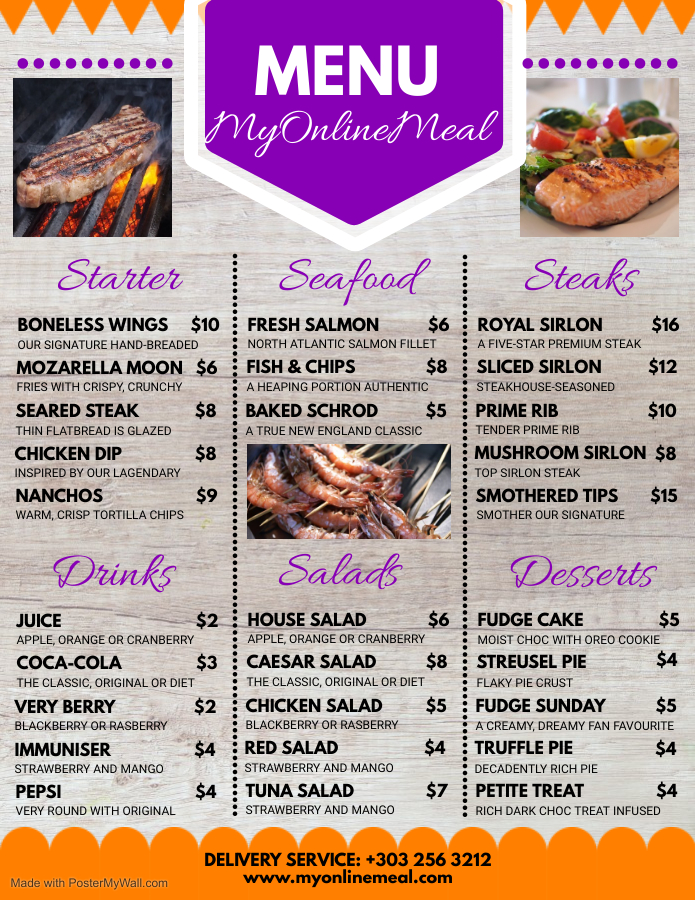 MENU
MyOnlineMeal
Starter
BONELESS WINGS $10
OUR SIGNATURE HAND-BREADED
MOZARELLA MOON $6
FRIES WITH CRISPY, CRUNCHY
SEARED STEAK $8
THIN FLATBREAD IS GLAZED
CHICKEN DIP $8
INSPIRED BY OUR LAGENDARY
NANCHOS $9
WARM, CRISP TORTILLA CHIPS
Seafood
FRESH SALMON $6
NORTH ATLANTIC SALMON FILLET
FISH & CHIPS $8
A HEAPING PORTION AUTHENTIC
BAKED SCHROD $5
A TRUE NEW ENGLAND CLASSIC
Steaks
ROYAL SIRLON $16
A FIVE-STAR PREMIUM STEAK
SLICED SIRLON $12
STEAKHOUSE-SEASONED
PRIME RIB $10
TENDER PRIME RIB
MUSHROOM SIRLON $8
TOP SIRLON STEAK
SMOTHERED TIPS $15
SMOTHER OUR SIGNATURE
Drinks
JUICE $2
APPLE, ORANGE OR CRANBERRY
COCA-COLA $3
THE CLASSIC, ORIGINAL OR DIET
VERY BERRY $2
BLACKBERRY OR RASBERRY
IMMUNISER $4
STRAWBERRY AND MANGO
PEPSI $4
VERY ROUND WITH ORIGINAL
Salads
HOUSE SALAD $6
APPLE, ORANGE OR CRANBERRY
CAESAR SALAD $8
THE CLASSIC, ORIGINAL OR DIET
CHICKEN SALAD $5
BLACKBERRY OR RASBERRY
RED SALAD $4
STRAWBERRY AND MANGO
TUNA SALAD $7
STRAWBERRY AND MANGO
Desserts
FUDGE CAKE $5
MOIST CHOC WITH OREO COOKIE
STREUSEL PIE $4
FLAKY PIE CRUST
FUDGE SUNDAY $5
A CREAMY, DREAMY FAN FAVOURITE
TRUFFLE PIE $4
DECADENTLY RICH PIE
PETITE TREAT $4
RICH DARK CHOC TREAT INFUSED
DELIVERY SERVICE: +303 256 3212
www.myonlinemeal.com
Made with PosterMyWall.com